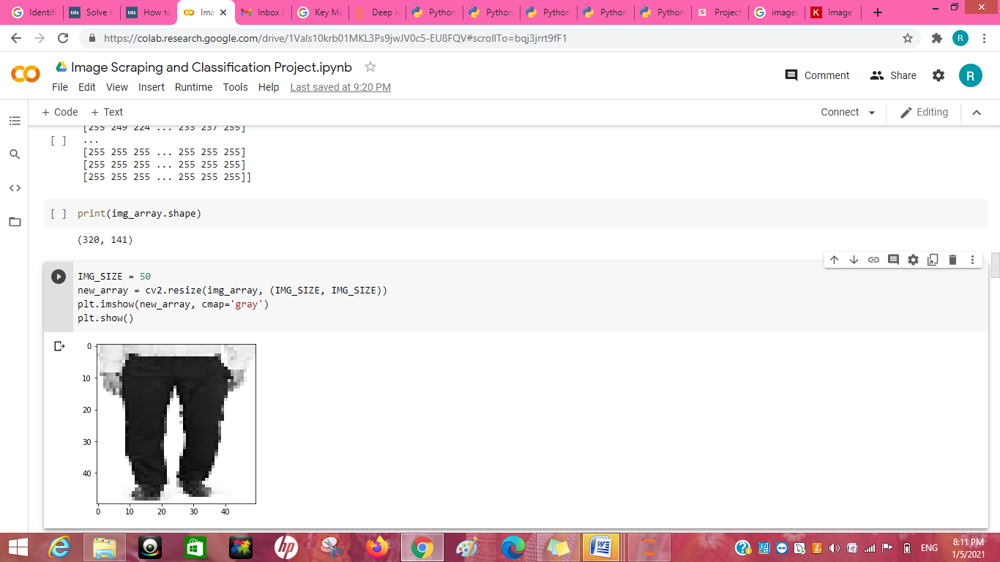 Identifi
Solve r
How to
Ima
Inbox (
Key Me
Deep le
Python
Python
Python
Python
Python
Project
image
Image
https://colab.research.google.com/drive/1Vals10krb01MKL3Ps9jwJV0c5-EU8FQV#scrollTo=bqj3jrrt9fF1
R
Image Scraping and Classification Project.ipynb
Comment
Share
R
File Edit View Insert Runtime Tools Help Last saved at 9:20 PM
+ Code + Text
Connect
Editing
[255 249 224 ... 233 237 255]
[ ] ...
[255 255 255 ... 255 255 255]
[255 255 255 ... 255 255 255]
[255 255 255 ... 255 255 255]]
[ ] print(img_array.shape)
(320, 141)
IMG_SIZE = 50
new_array = cv2.resize(img_array, (IMG_SIZE, IMG_SIZE))
plt.imshow(new_array, cmap='gray')
plt.show()
0
10
20
30
40
0 10 20 30 40
ENG
8:11 PM
1/5/2021